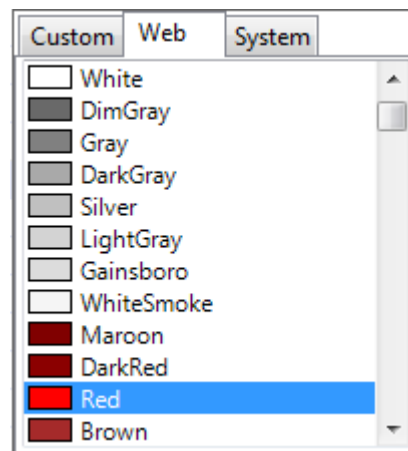 Custom Web System
White
DimGray
Gray
DarkGray
Silver
LightGray
Gainsboro
WhiteSmoke
Maroon
DarkRed
Red
Brown